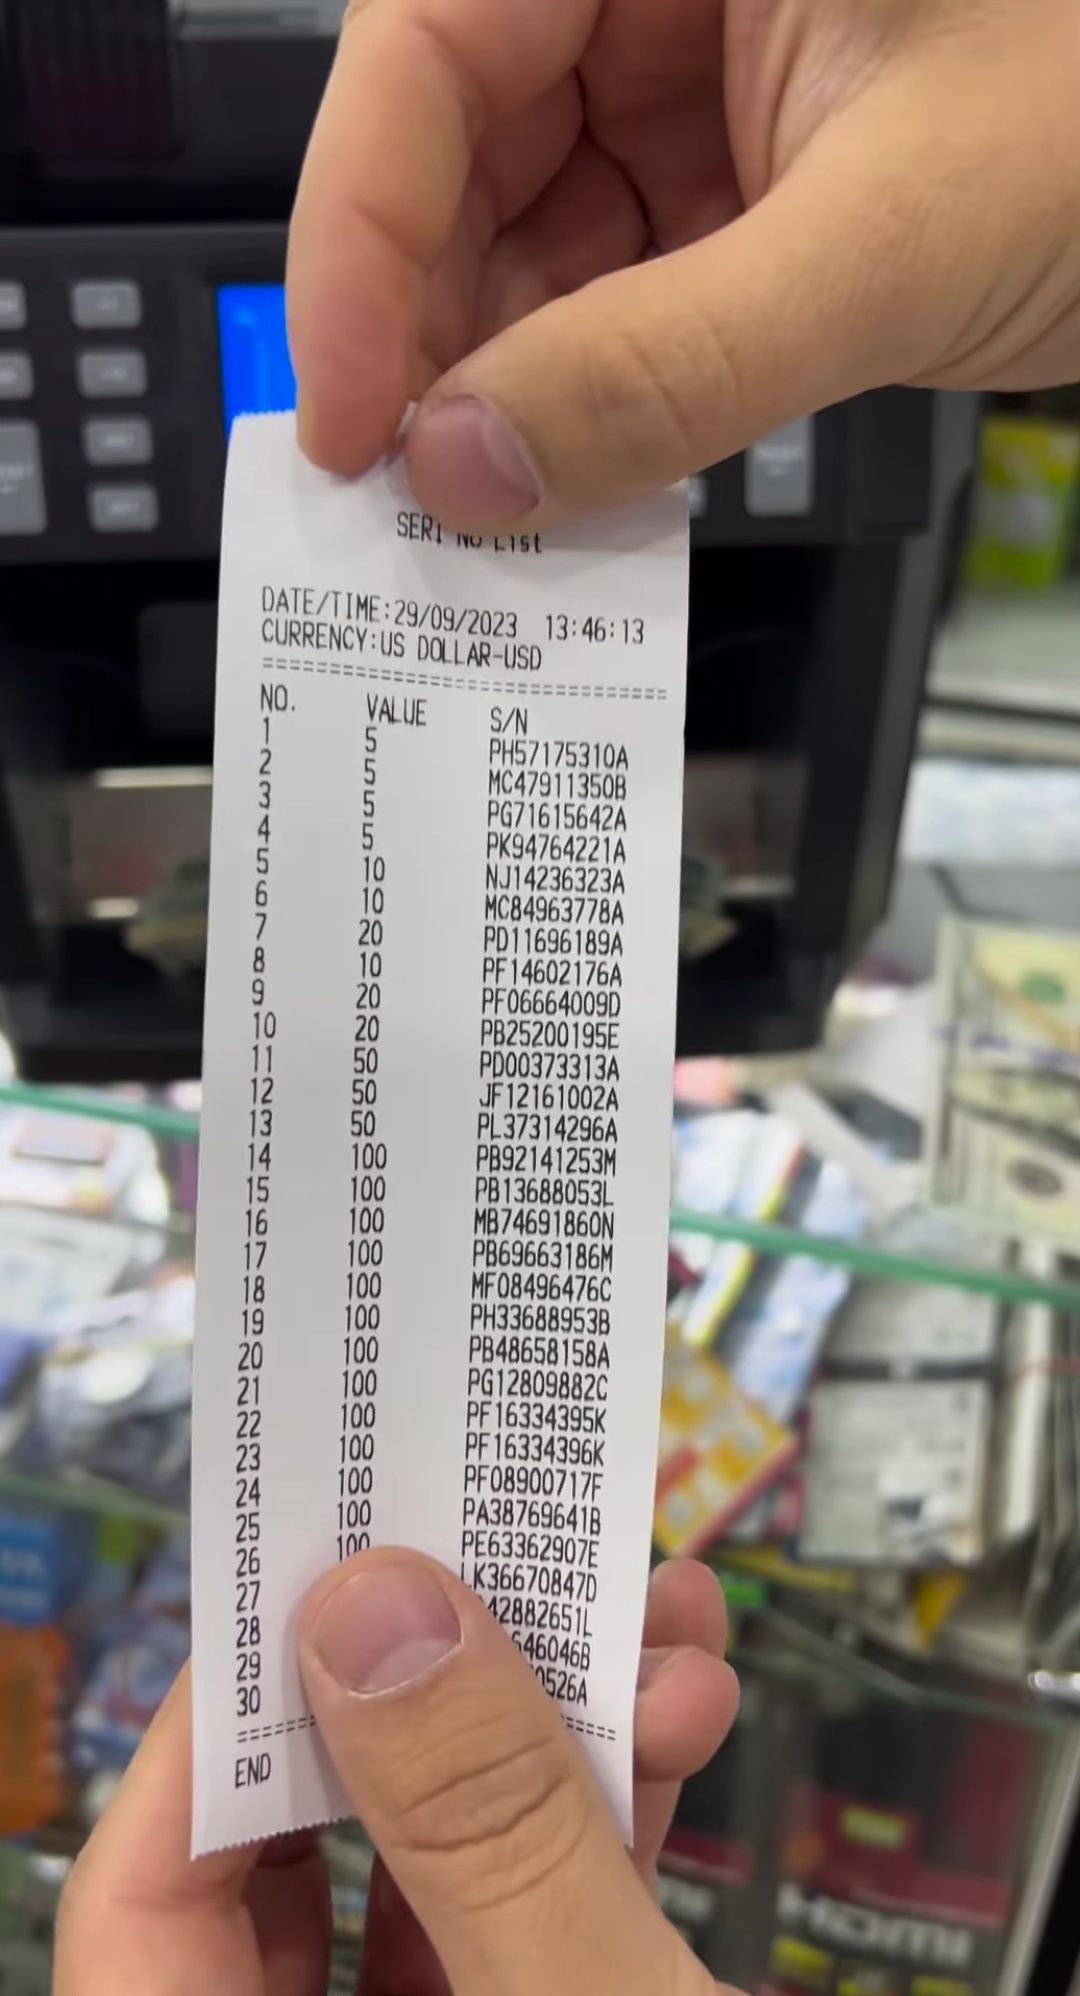 SERI No List
DATE/TIME:29/09/2023 13:46:13
CURRENCY:US DOLLAR-USD
NO. VALUE S/N
1 5 PH57175310A
2 5 MC47911350B
3 5 PG71615642A
4 5 PK94764221A
5 10 NJ14236323A
6 10 MC84963778A
7 20 PD11696189A
8 10 PF14602176A
9 20 PF06664009D
10 20 PB25200195E
11 50 PD00373313A
12 50 JF12161002A
13 50 PL37314296A
14 100 PB92141253M
15 100 PB13688053L
16 100 MB74691860N
17 100 PB69663186M
18 100 MF08496476C
19 100 PH33688953B
20 100 PB48658158A
21 100 PG12809882C
22 100 PF16334395K
23 100 PF16334396K
24 100 PF08900717F
25 100 PA38769641B
26 100 PE63362907E
27 LK36670847D
28 42882651L
29 646046B
30 0526A
END
HDMI